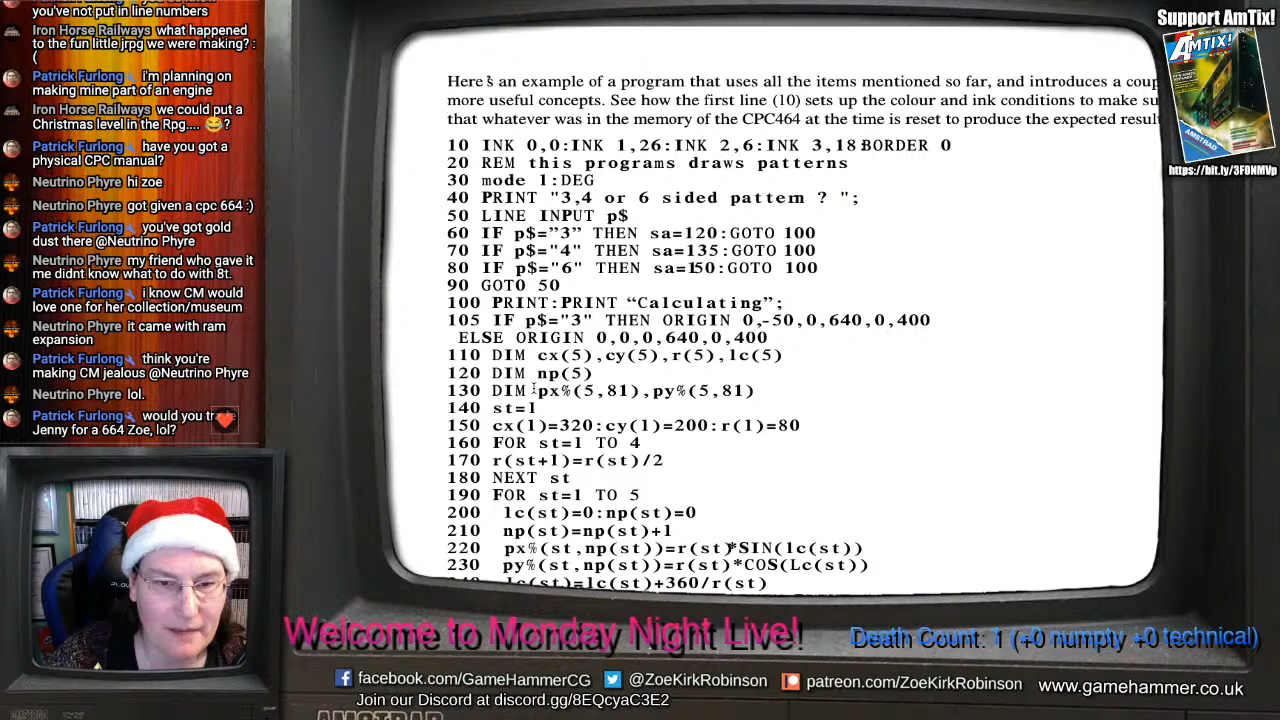 you've not put in line numbers
Iron Horse Railways what happened
to the fun little jrpg we were making? :
(
Patrick Furlong i'm planning on
making mine part of an engine
Iron Horse Railways we could put a
Christmas level in the Rpg.... 😂 ?
Patrick Furlong have you got a
physical CPC manual?
Neutrino Phyre hi zoe
Neutrino Phyre got given a cpc 664 :)
Patrick Furlong you've got gold
dust there @Neutrino Phyre
Neutrino Phyre my friend who gave it
me didnt know what to do with 8t.
Patrick Furlong i know CM would
love one for her collection/museum
Neutrino Phyre it came with ram
expansion
Patrick Furlong think you're
making CM jealous @Neutrino Phyre
Neutrino Phyre lol.
Patrick Furlong would you
Jenny for a 664 Zoe, lol?
Here's an example of a program that uses all the items mentioned so far, and introduces a coup
more useful concepts. See how the first line (10) sets up the colour and ink conditions to make su
that whatever was in the memory of the CPC464 at the time is reset to produce the expected resul
10 INK 0,0:INK 1,26:INK 2,6:INK 3,18:BORDER 0
20 REM this programs draws patterns
30 mode 1:DEG
40 PRINT "3,4 or 6 sided pattern ? ";
50 LINE INPUT p$
60 IF p$="3" THEN sa=120:GOTO 100
70 IF p$="4" THEN sa=135:GOTO 100
80 IF p$="6" THEN sa=150:GOTO 100
90 GOTO 50
100 PRINT:PRINT "Calculating";
105 IF p$="3" THEN ORIGIN 0,-50,0,640,0,400
ELSE ORIGIN 0,0,0,640,0,400
110 DIM cx(5),cy(5),r(5),lc(5)
120 DIM np(5)
130 DIM px%(5,81),py%(5,81)
140 st=1
150 cx(1)=320:cy(1)=200:r(1)=80
160 FOR st=1 TO 4
170 r(st+1)=r(st)/2
180 NEXT st
190 FOR st=1 TO 5
200 lc(st)=0:np(st)=0
210 np(st)=np(st)+1
220 px%(st,np(st))=r(st)*SIN(lc(st))
230 py%(st,np(st))=r(st)*COS(Lc(st))
240 lc(st)=lc(st)+360/r(st)
Support AmTix!
AMTIX!
AMSTRAD
https://bit.ly/3F0NMVp
Welcome to Monday Night Live!
Death Count: 1 (+0 numpty +0 technical)
facebook.com/GameHammerCG
@ZoeKirkRobinson
patreon.com/ZoeKirkRobinson
www.gamehammer.co.uk
Join our Discord at discord.gg/8EQcyaC3E2
AMSTRAD